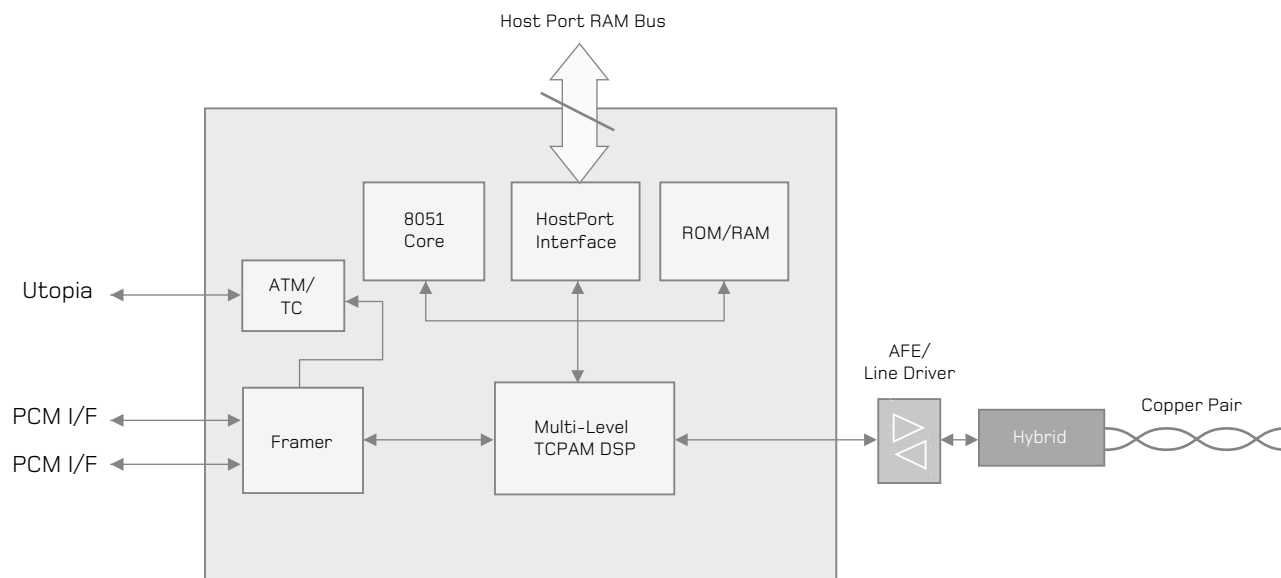 Host Port RAM Bus
8051
Core
HostPort
Interface
ROM/RAM
Utopia
ATM/
TC
AFE/
Line Driver
PCM I/F
PCM I/F
Framer
Multi-Level
TCPAM DSP
Hybrid
Copper Pair